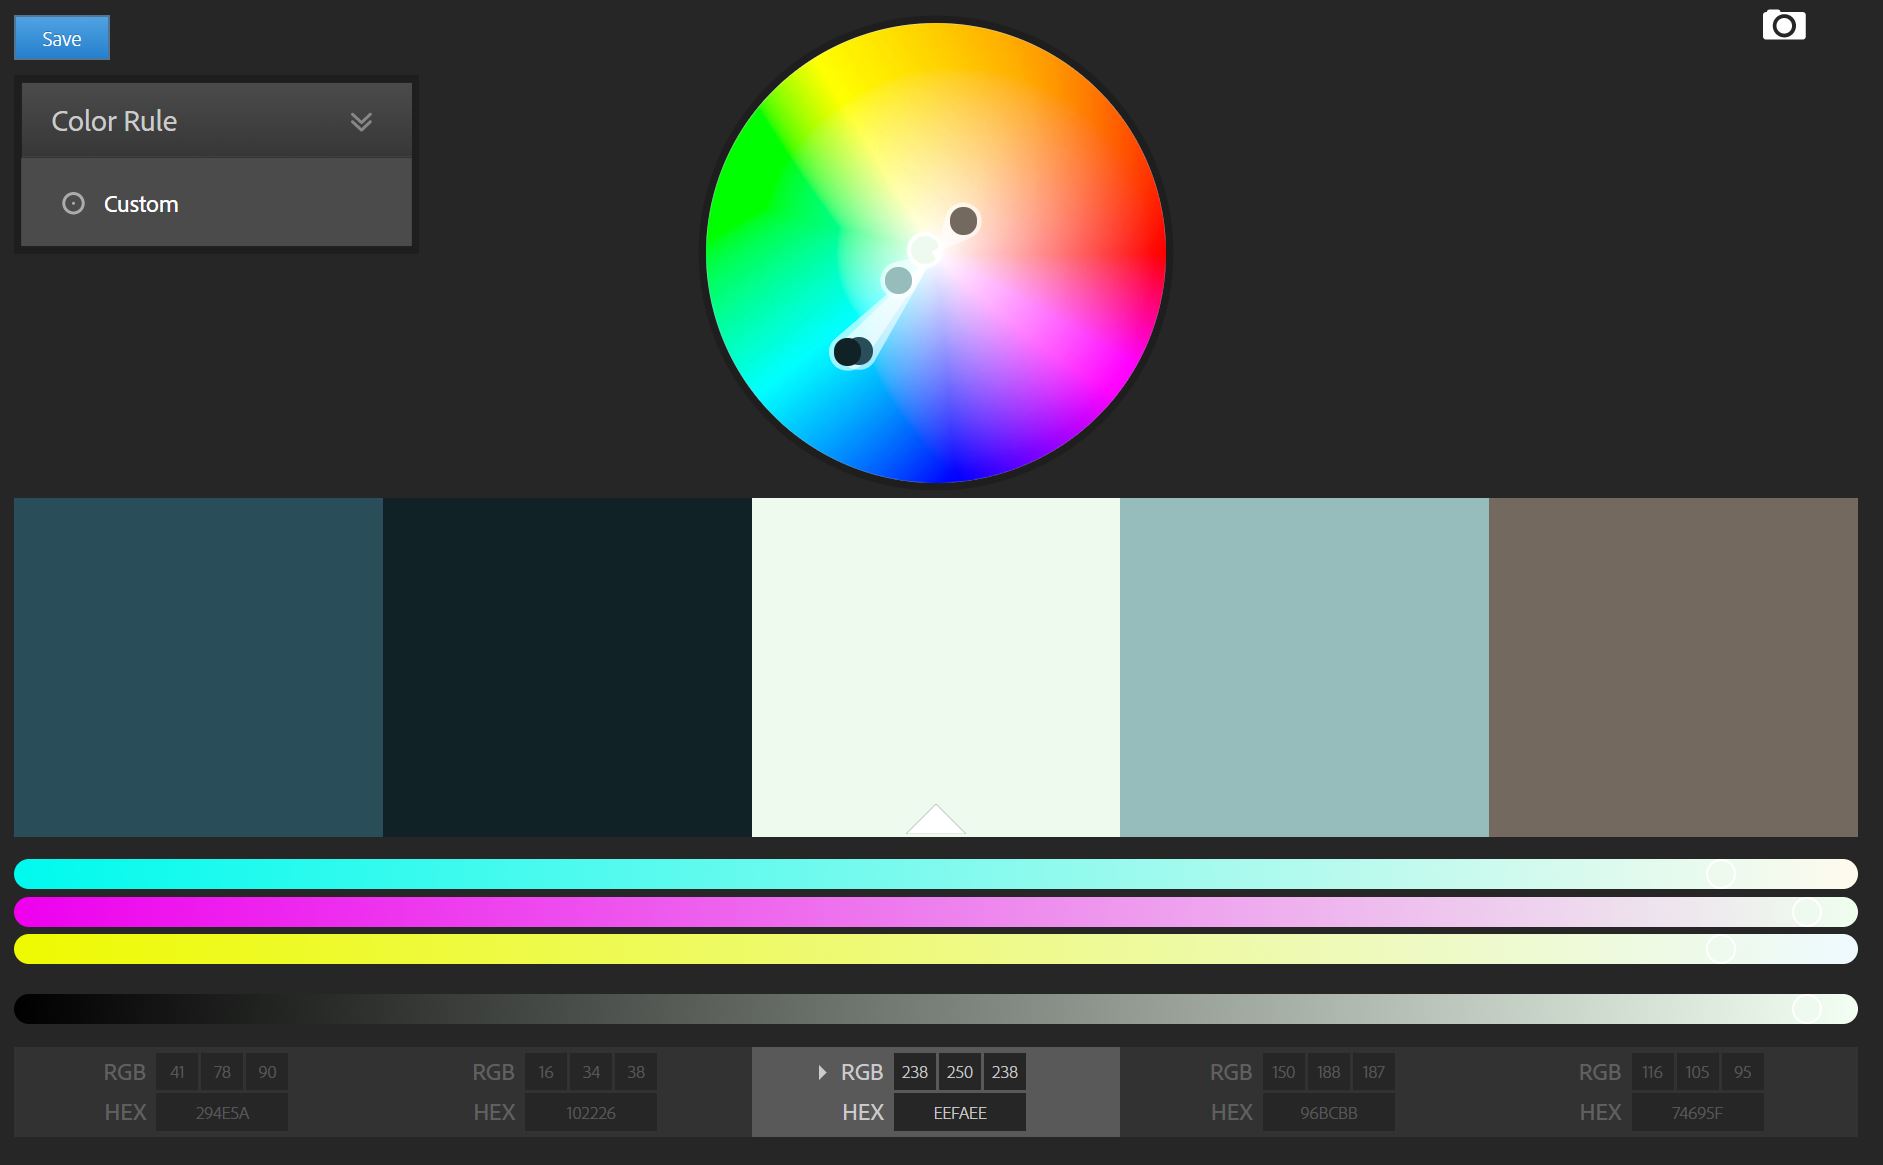 Save
Color Rule
Custom
RGB 41 78 90 RGB 16 34 38 RGB 238 250 238 RGB 150 188 187 RGB 116 105 95
HEX 294E5A HEX 102226 HEX EEFAEE HEX 96BCBB HEX 74695F